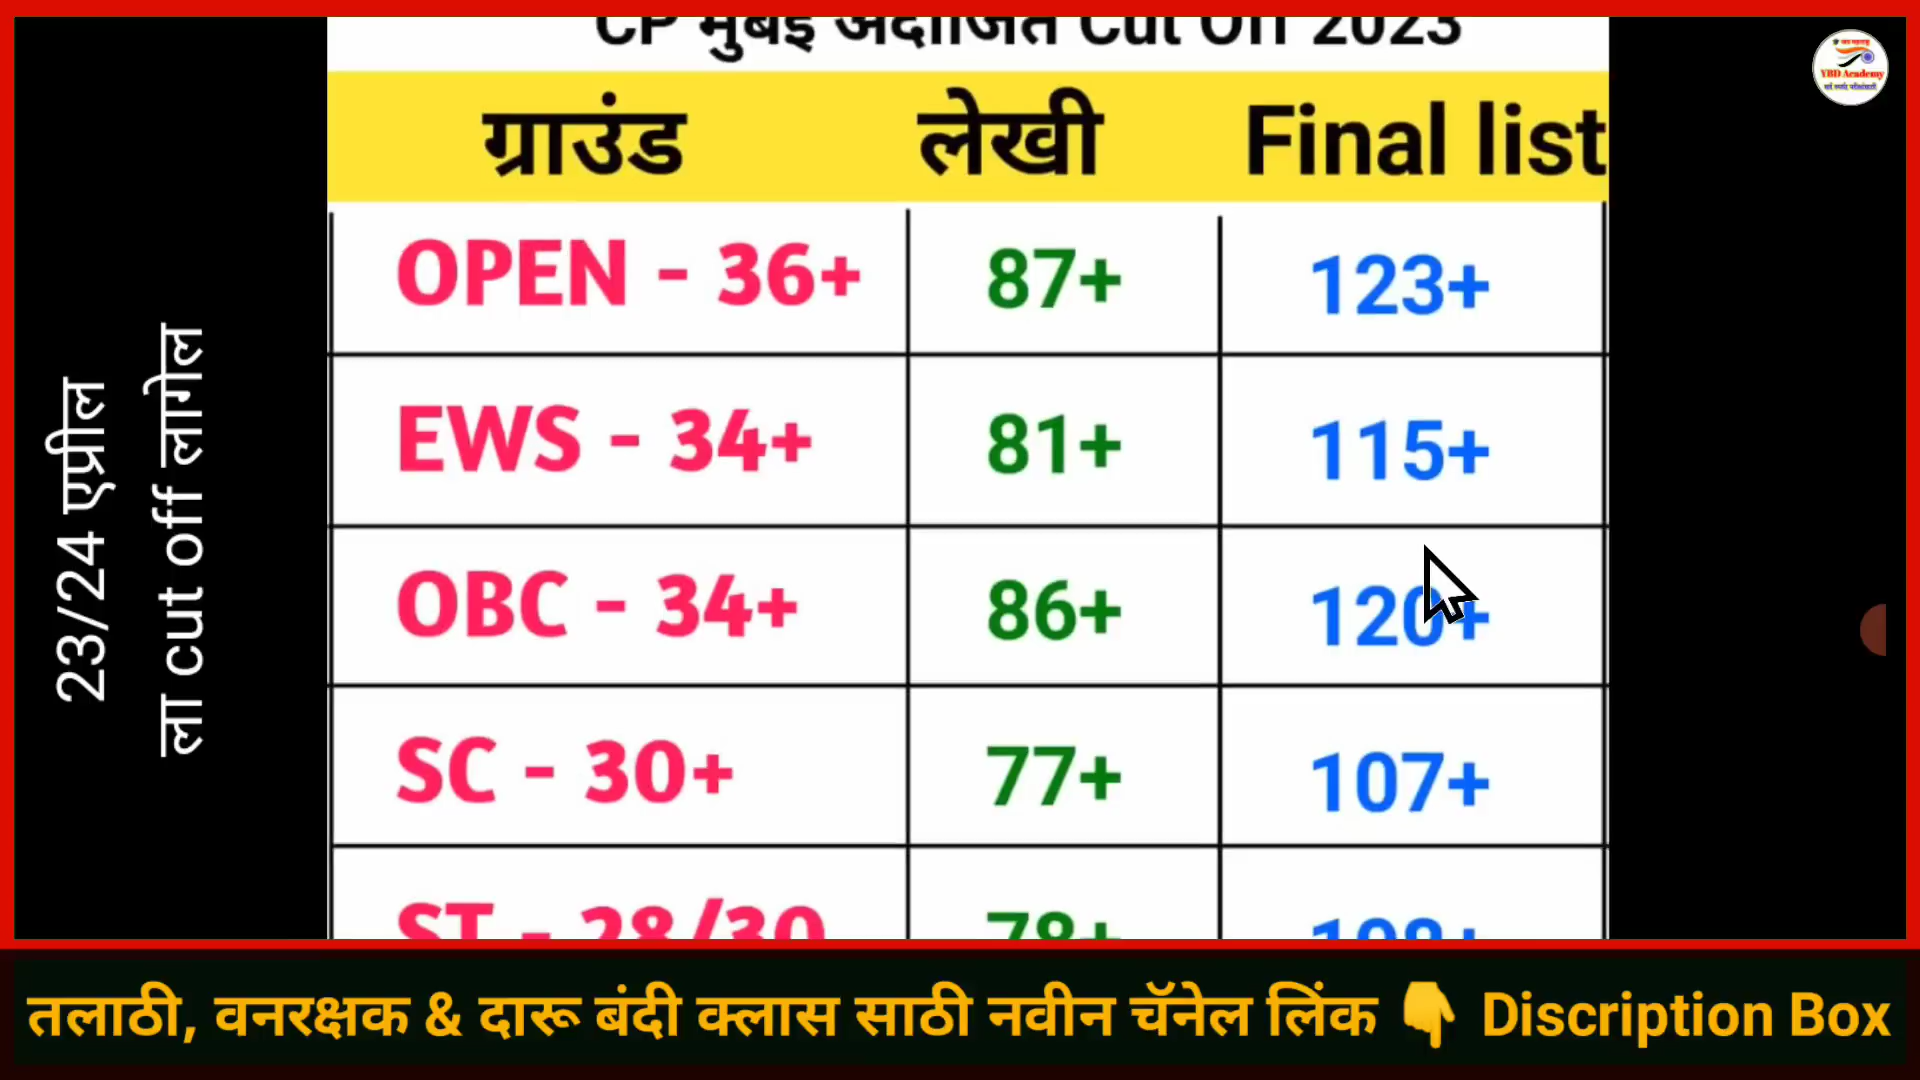 CP मुंबई अंदाजित Cut Off 2023
ग्राउंड लेखी Final list
OPEN - 36+ 87+ 123+
EWS - 34+ 81+ 115+
OBC - 34+ 86+ 120+
SC - 30+ 77+ 107+
ST - 28/30 78+ 108+
23/24 एप्रील
ला cut off लागेल
YBD Academy
तलाठी, वनरक्षक & दारू बंदी क्लास साठी नवीन चॅनेल लिंक 👇 Discription Box